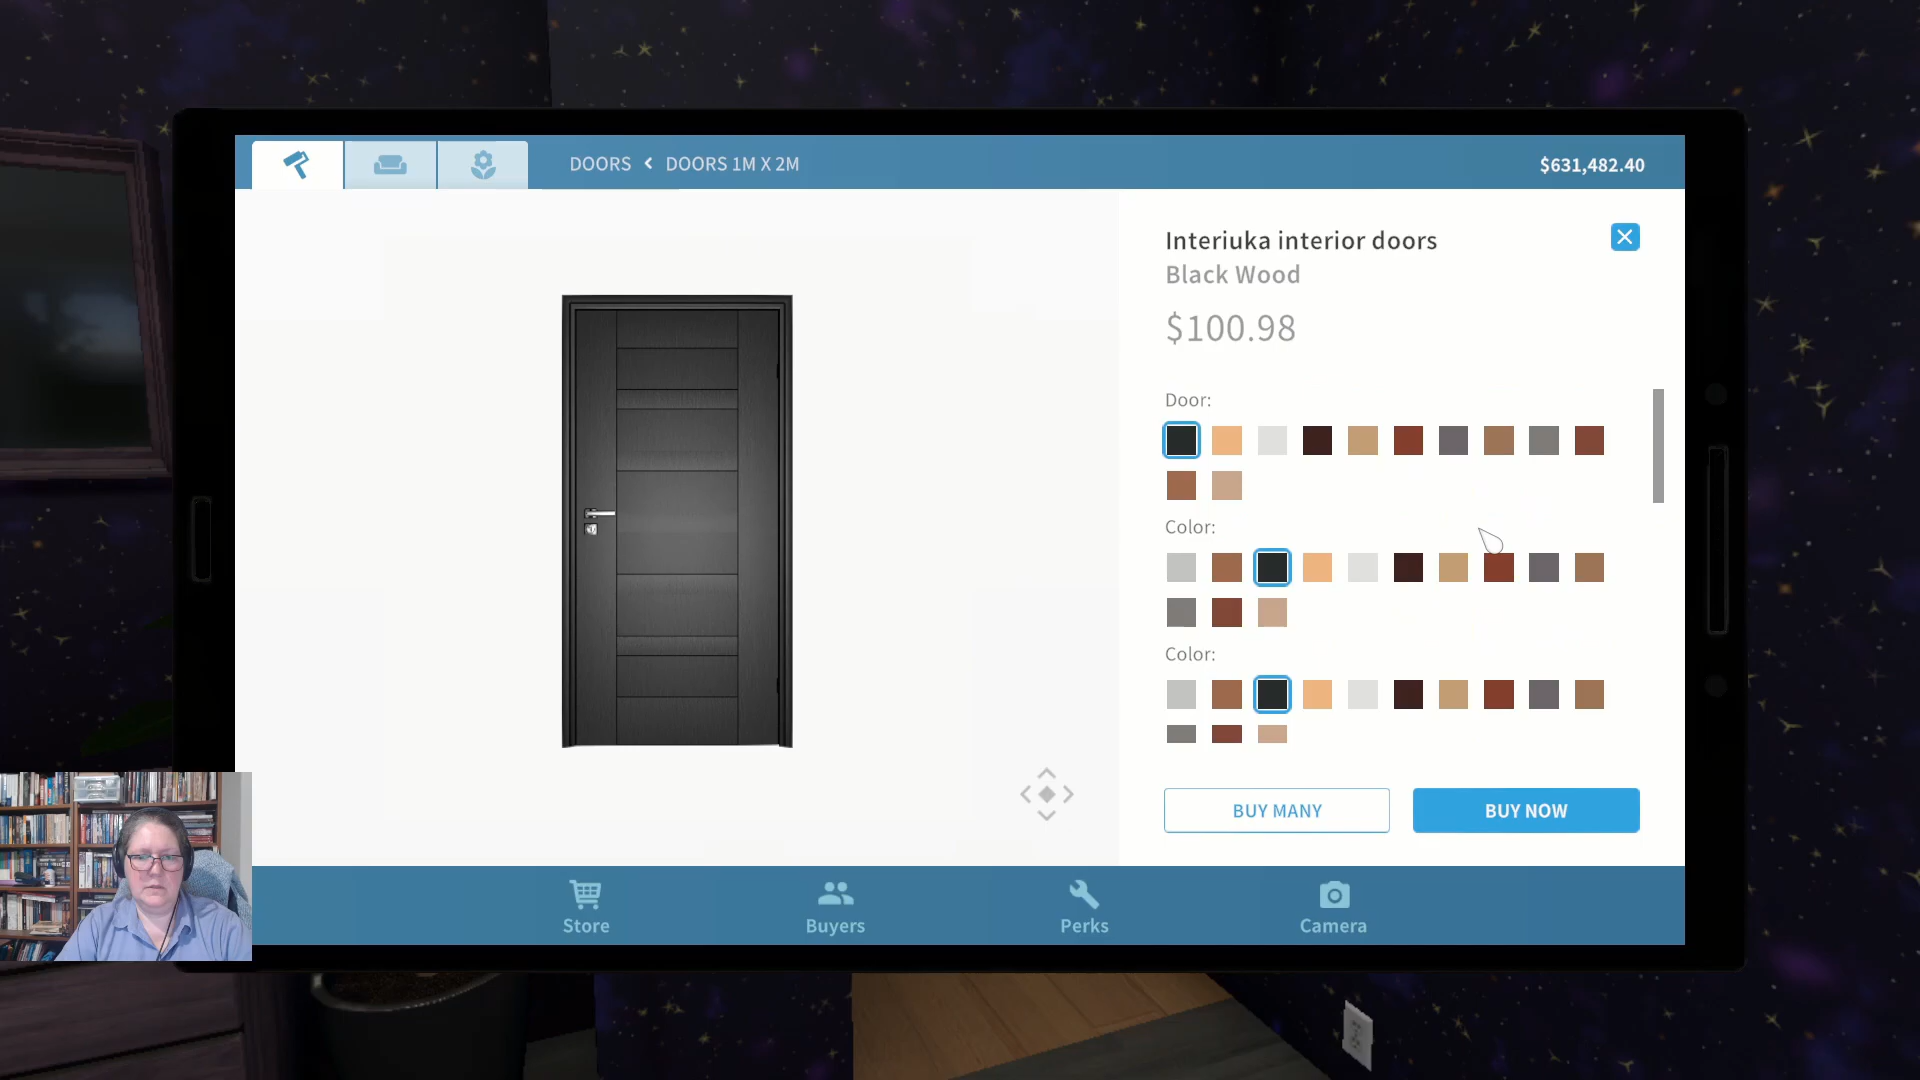 DOORS < DOORS 1M X 2M
$631,482.40
Interiuka interior doors
Black Wood
$100.98
Door:
Color:
Color:
BUY MANY
BUY NOW
Store
Buyers
Perks
Camera